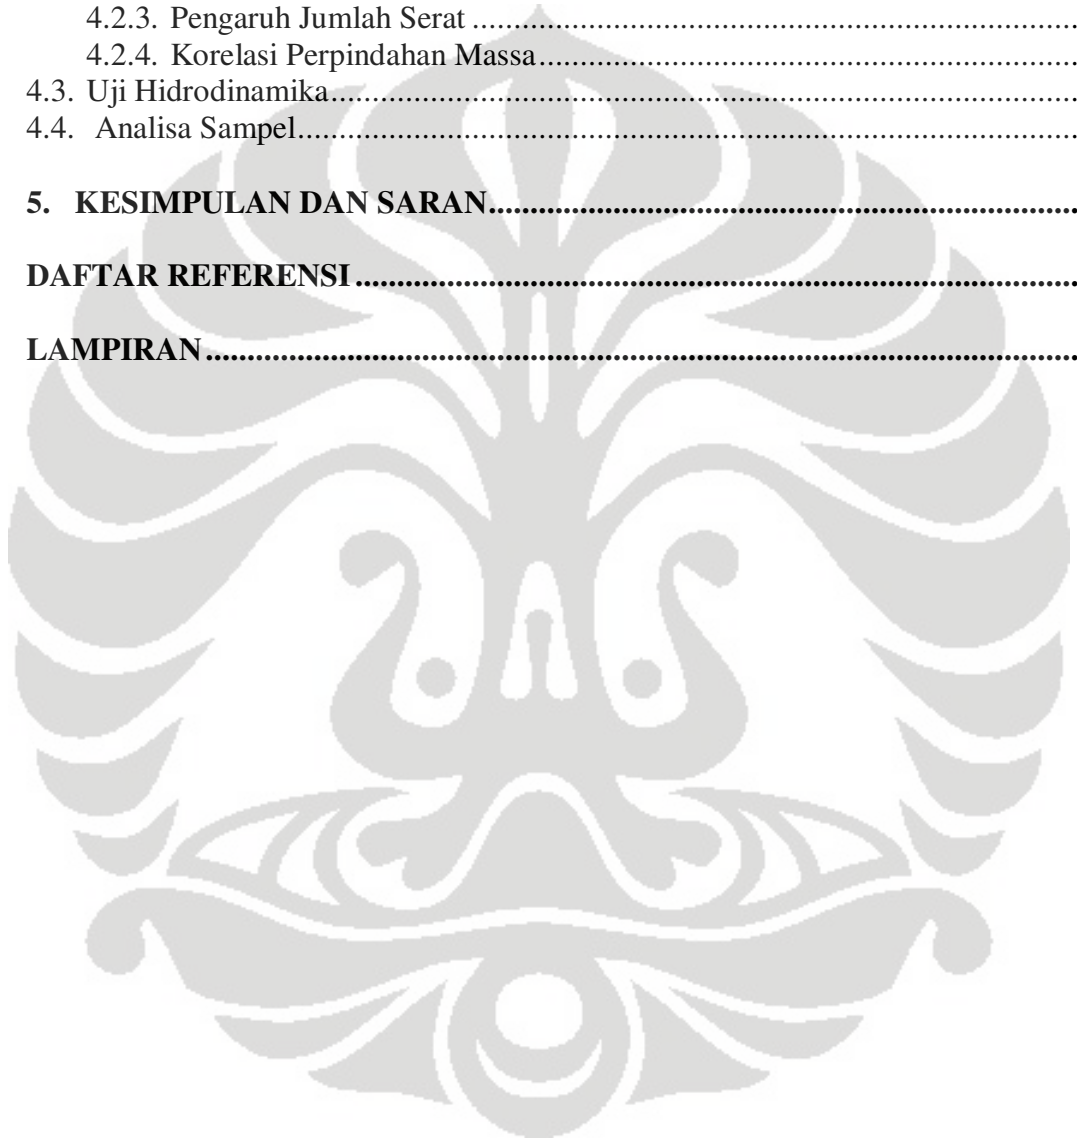 4.2.3. Pengaruh Jumlah Serat ........................................................................
4.2.4. Korelasi Perpindahan Massa................................................................
4.3. Uji Hidrodinamika...................................................................................
4.4. Analisa Sampel.......................................................................................
5. KESIMPULAN DAN SARAN.........................................................................
DAFTAR REFERENSI ........................................................................................
LAMPIRAN.........................................................................................................